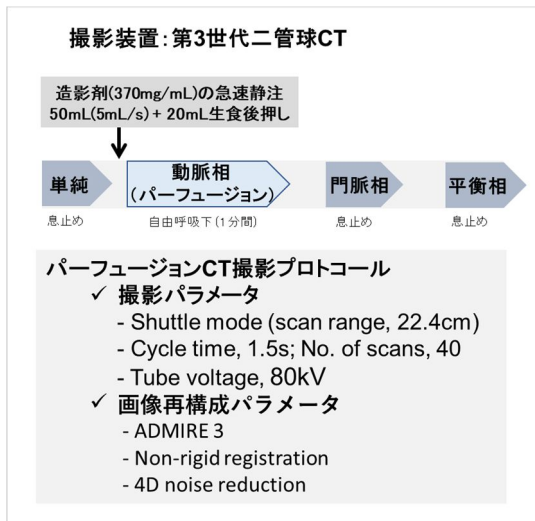 撮影装置:第3世代二管球CT
造影剤(370mg/mL)の急速静注
50mL(5mL/s) + 20mL生食後押し
単純
動脈相
(パーフュージョン)
門脈相
平衡相
息止め
自由呼吸下(1分間)
息止め
息止め
パーフュージョンCT撮影プロトコール
✓ 撮影パラメータ
- Shuttle mode (scan range, 22.4cm)
- Cycle time, 1.5s; No. of scans, 40
- Tube voltage, 80kV
✓ 画像再構成パラメータ
- ADMIRE 3
- Non-rigid registration
- 4D noise reduction